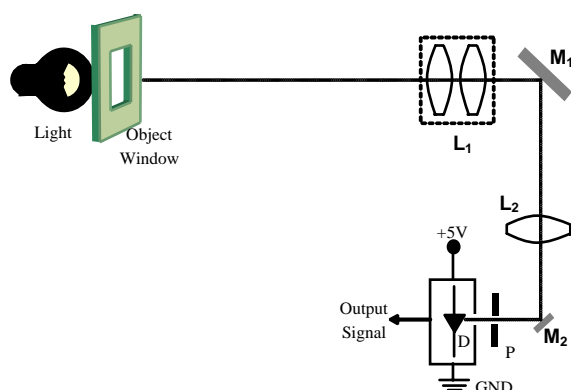 M1
Light
Object
Window
L1
L2
+5V
Output
Signal
D
P
M2
GND